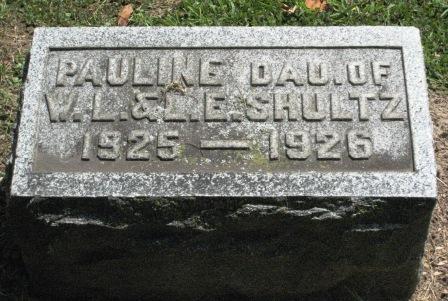 PAULINE DAU. OF
W. L. & L. E. SHULTZ
1925 — 1926